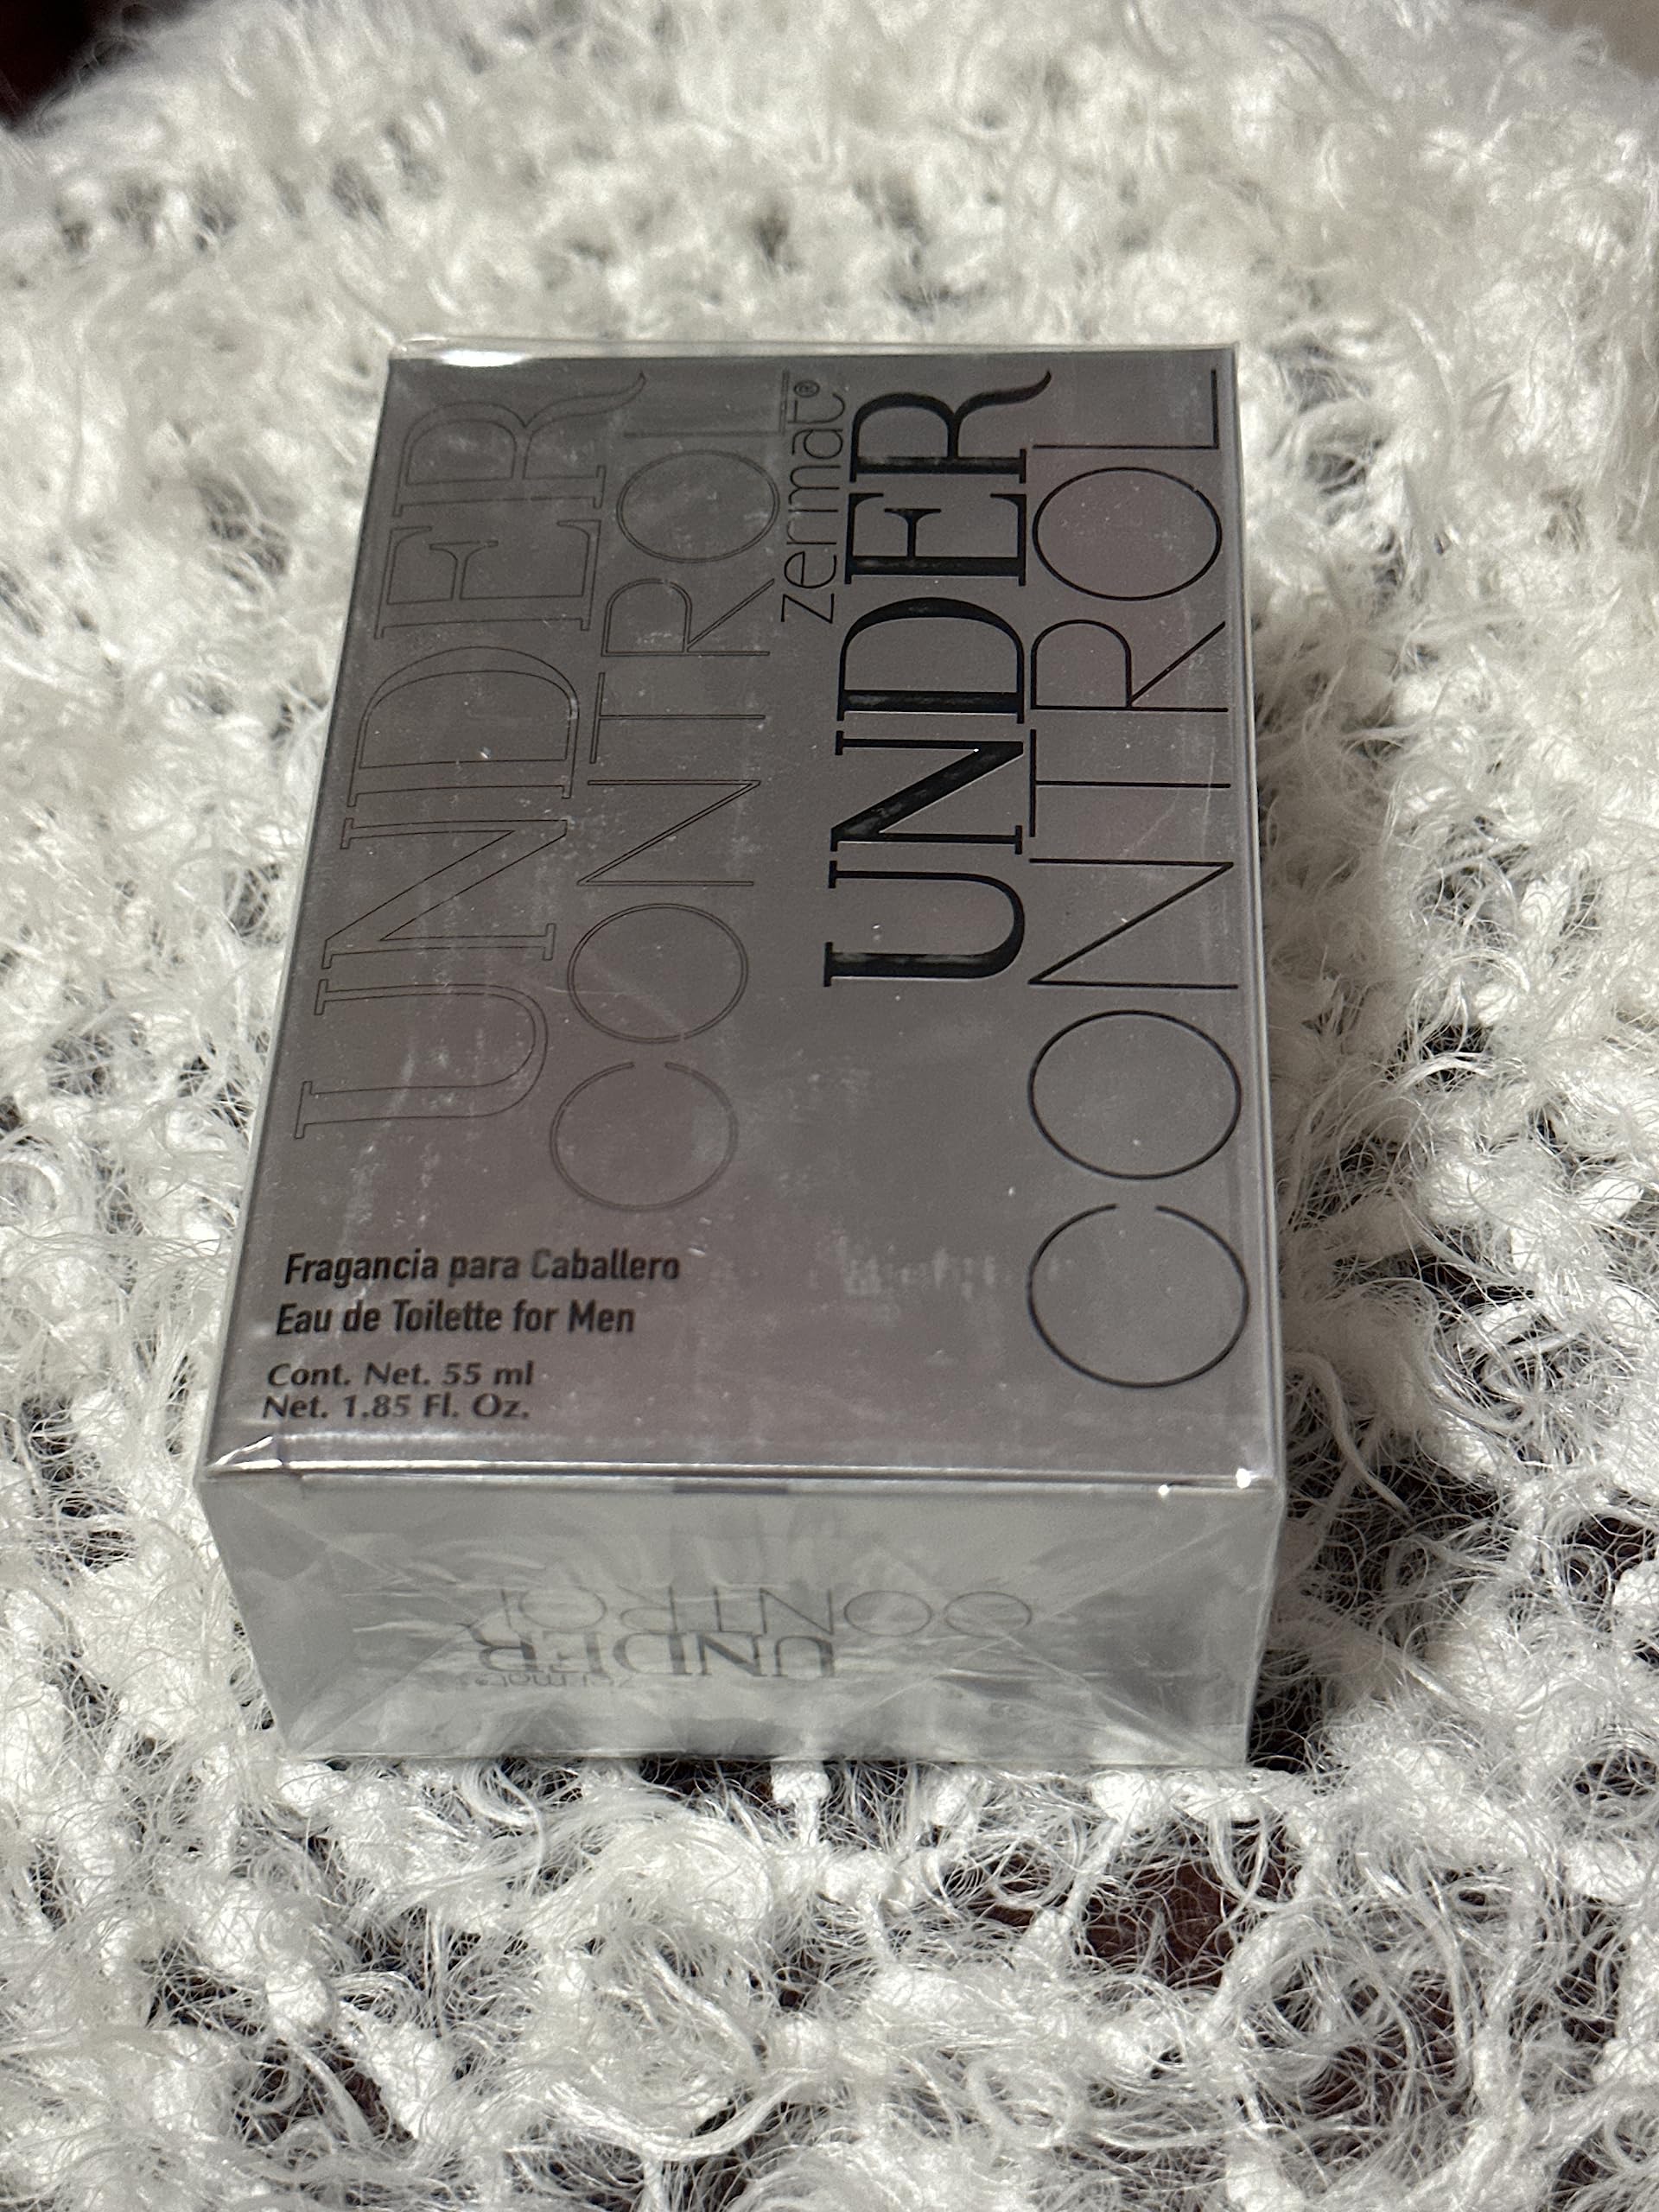 UNDER
CONTROL
zermat®
UNDER
CONTROL
Fragancia para Caballero
Eau de Toilette for Men
Cont. Net. 55 ml
Net. 1.85 Fl. Oz.
zermat®
UNDER
CONTROL